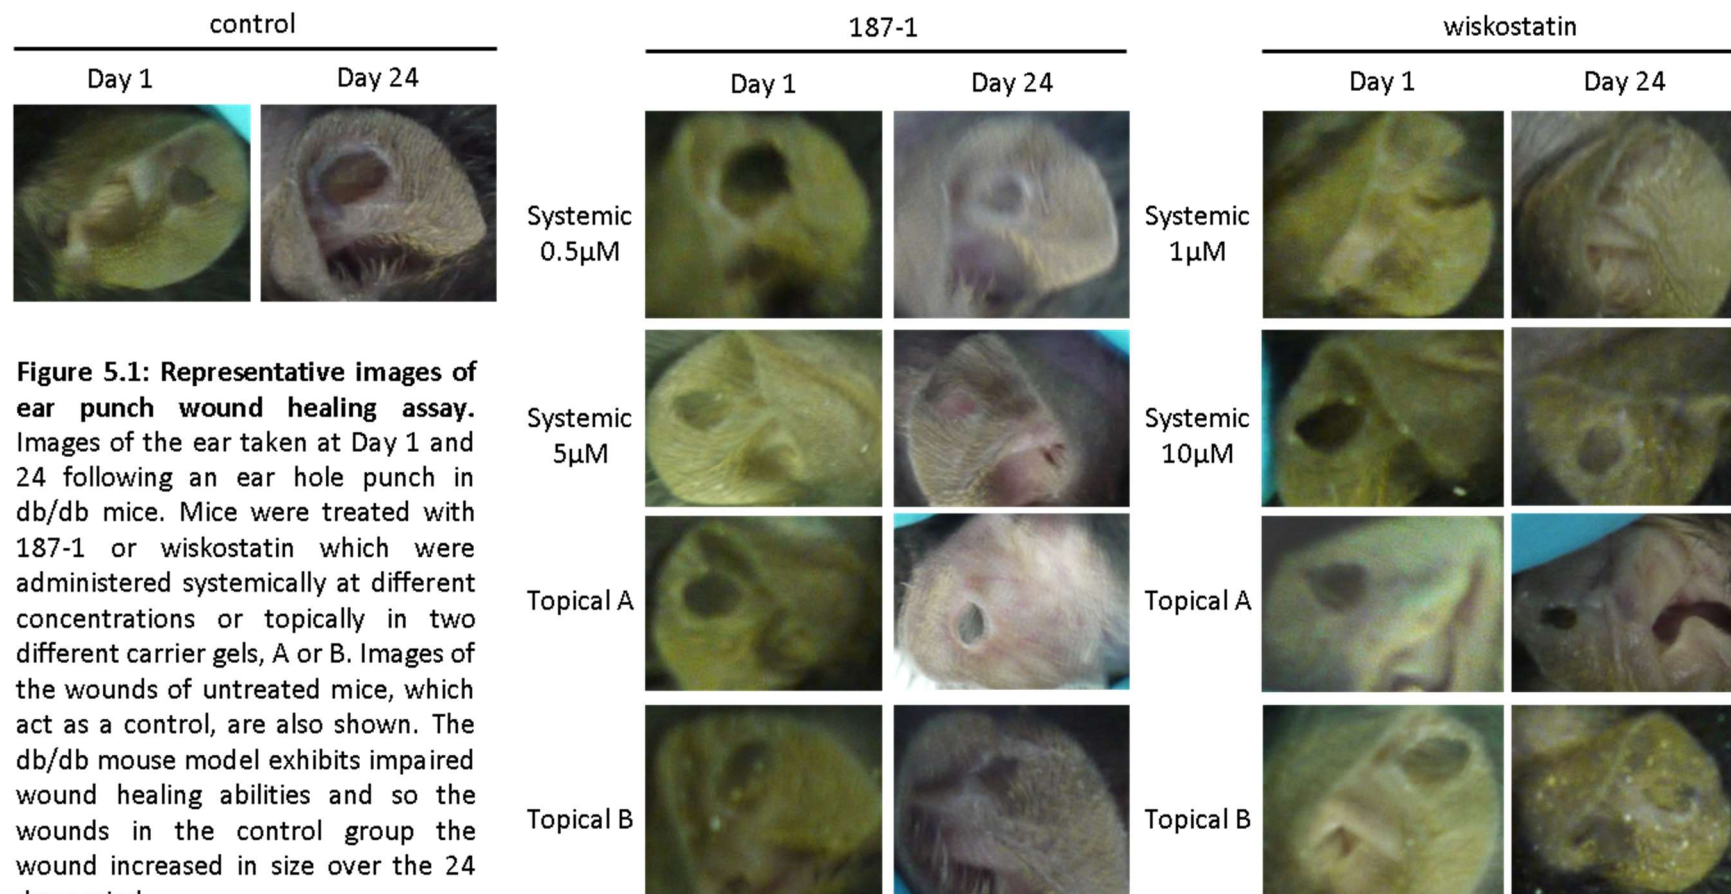 control
Day 1
Day 24
187-1
Day 1
Day 24
wiskostatin
Day 1
Day 24
Systemic
0.5µM
Systemic
1µM
Systemic
5µM
Systemic
10µM
Topical A
Topical A
Topical B
Topical B
Figure 5.1: Representative images of
ear punch wound healing assay.
Images of the ear taken at Day 1 and
24 following an ear hole punch in
db/db mice. Mice were treated with
187-1 or wiskostatin which were
administered systemically at different
concentrations or topically in two
different carrier gels, A or B. Images of
the wounds of untreated mice, which
act as a control, are also shown. The
db/db mouse model exhibits impaired
wound healing abilities and so the
wounds in the control group the
wound increased in size over the 24